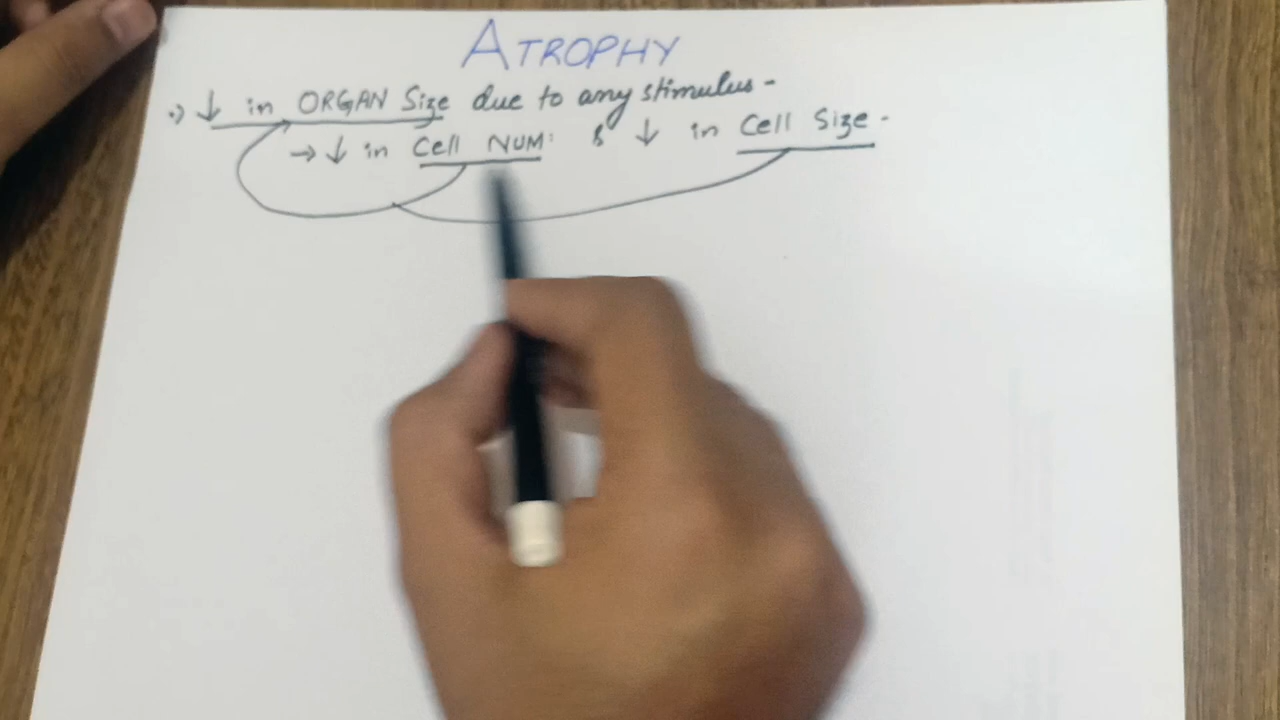 ATROPHY
·) ↓ in ORGAN Size due to any stimulus -
→ ↓ in Cell NUM: & ↓ in Cell Size -